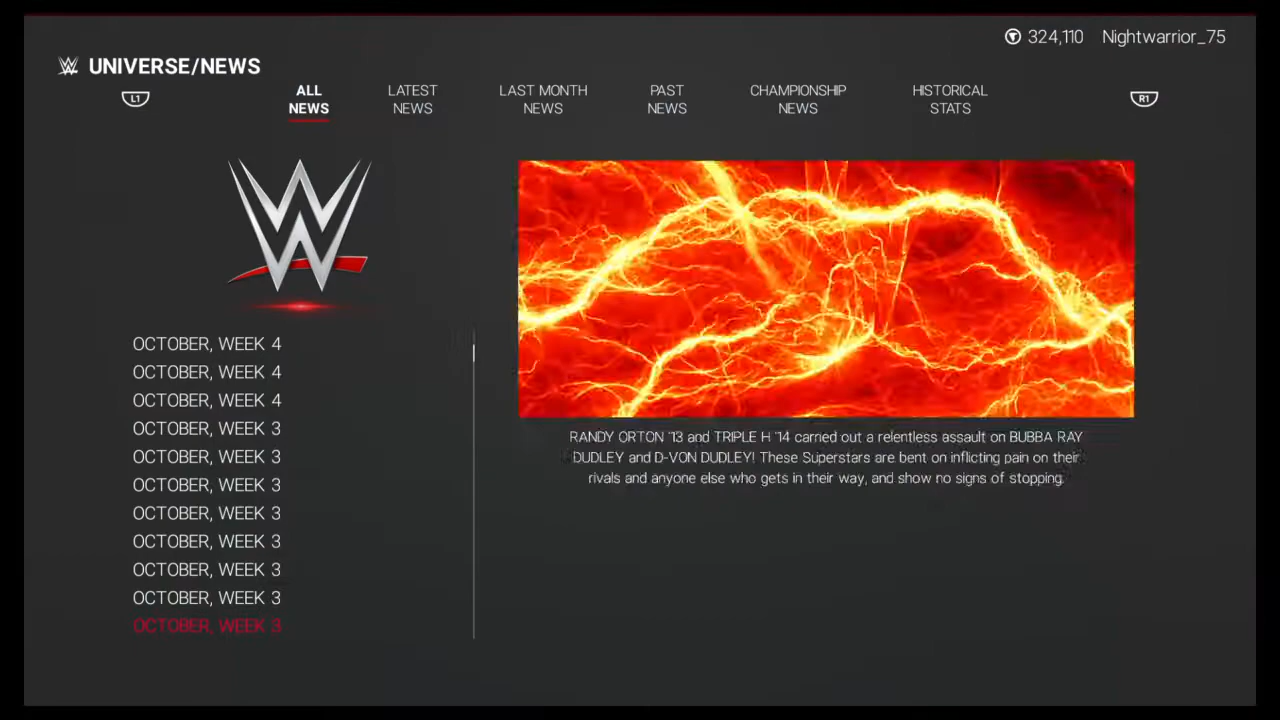 324,110 Nightwarrior_75
UNIVERSE/NEWS
L1
ALL NEWS
LATEST NEWS
LAST MONTH NEWS
PAST NEWS
CHAMPIONSHIP NEWS
HISTORICAL STATS
R1
OCTOBER, WEEK 4
OCTOBER, WEEK 4
OCTOBER, WEEK 4
OCTOBER, WEEK 3
OCTOBER, WEEK 3
OCTOBER, WEEK 3
OCTOBER, WEEK 3
OCTOBER, WEEK 3
OCTOBER, WEEK 3
OCTOBER, WEEK 3
OCTOBER, WEEK 3
RANDY ORTON '13 and TRIPLE H '14 carried out a relentless assault on BUBBA RAY
DUDLEY and D-VON DUDLEY! These Superstars are bent on inflicting pain on their
rivals and anyone else who gets in their way, and show no signs of stopping.